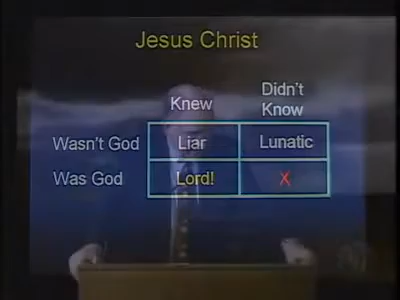 Jesus Christ
Knew
Didn't
Know
Wasn't God Liar Lunatic
Was God Lord! X